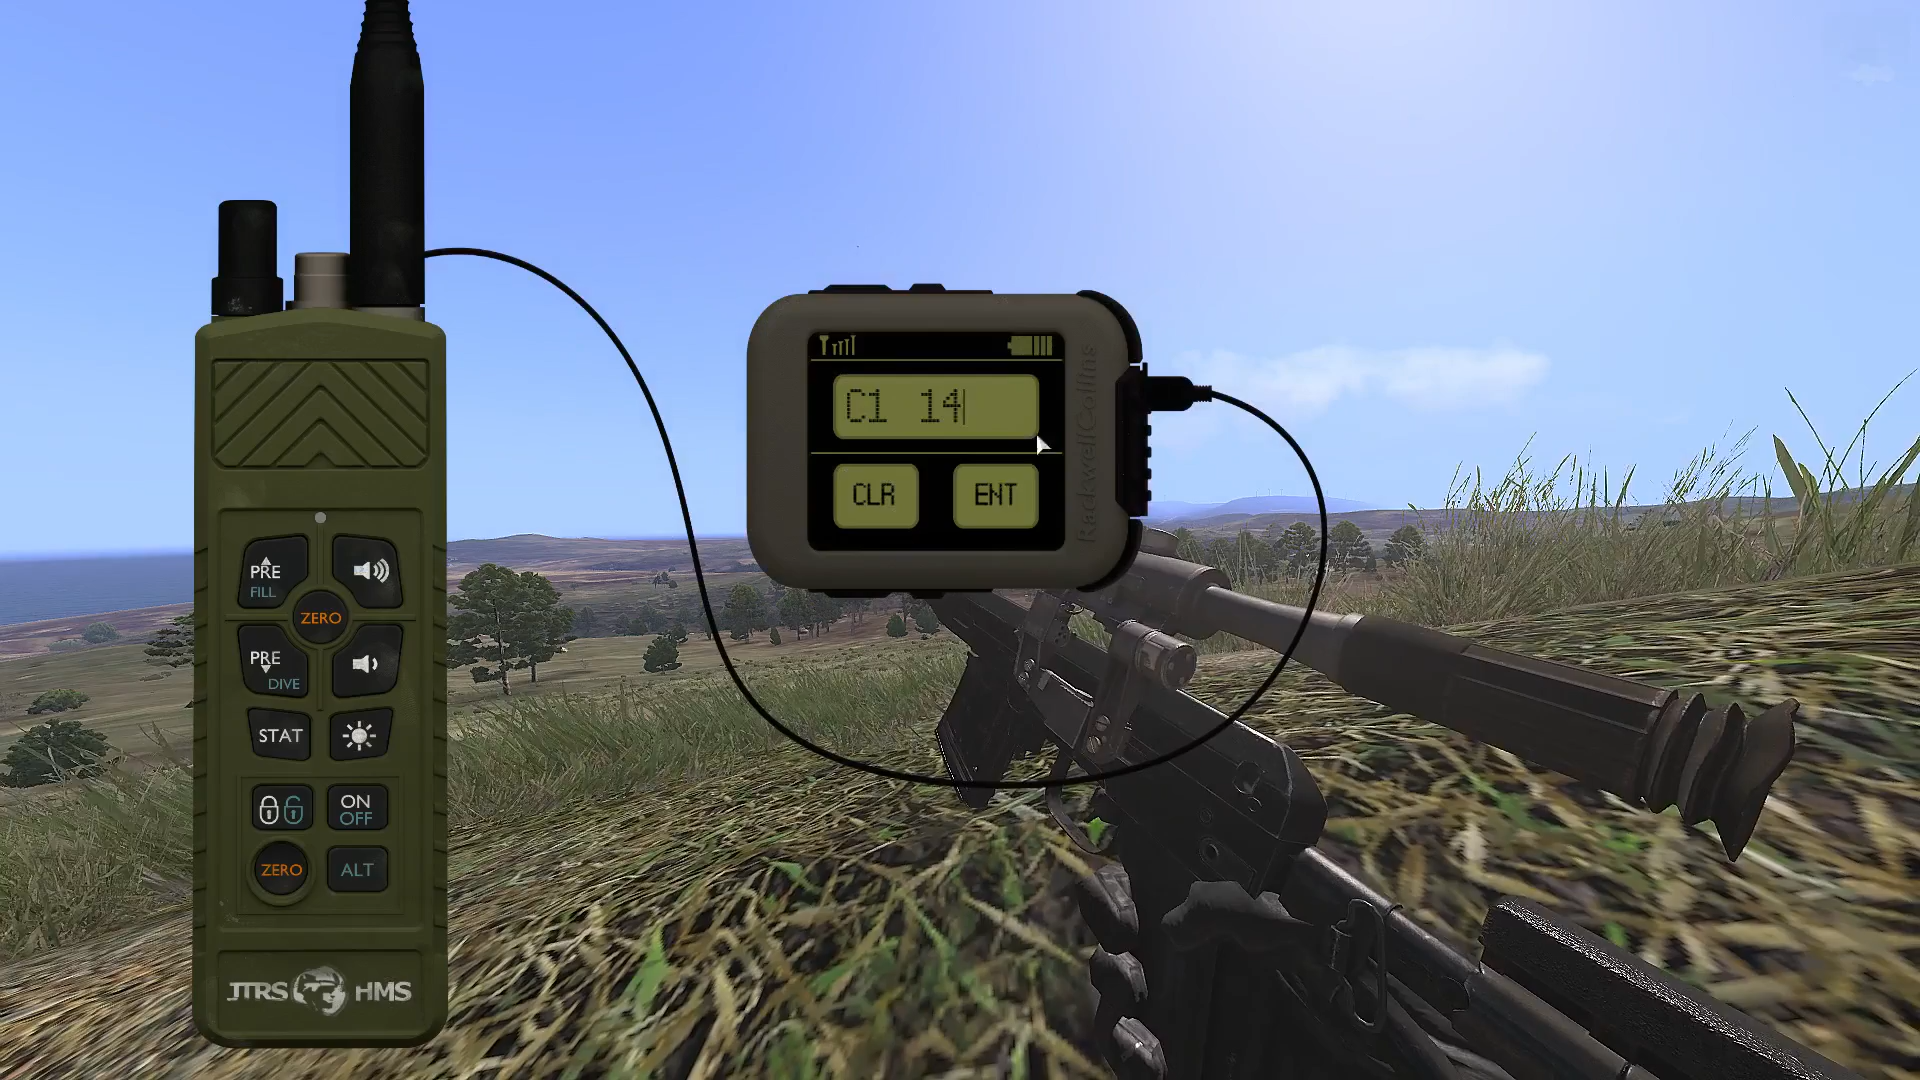 C1 14
CLR ENT
RockwellCollins
PRE
FILL
ZERO
PRE
DIVE
STAT
ON
OFF
ZERO
ALT
JTRS HMS